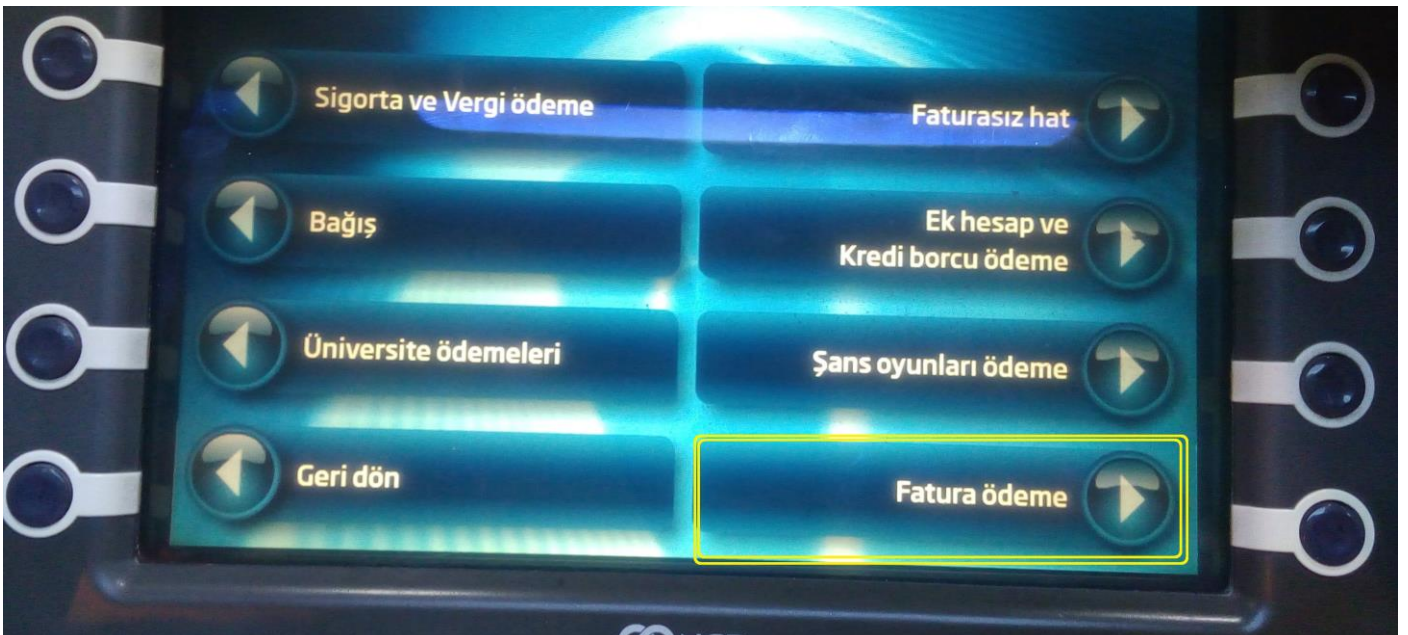 Sigorta ve Vergi ödeme
Faturasız hat
Bağış
Ek hesap ve
Kredi borcu ödeme
Üniversite ödemeleri
Şans oyunları ödeme
Geri dön
Fatura ödeme